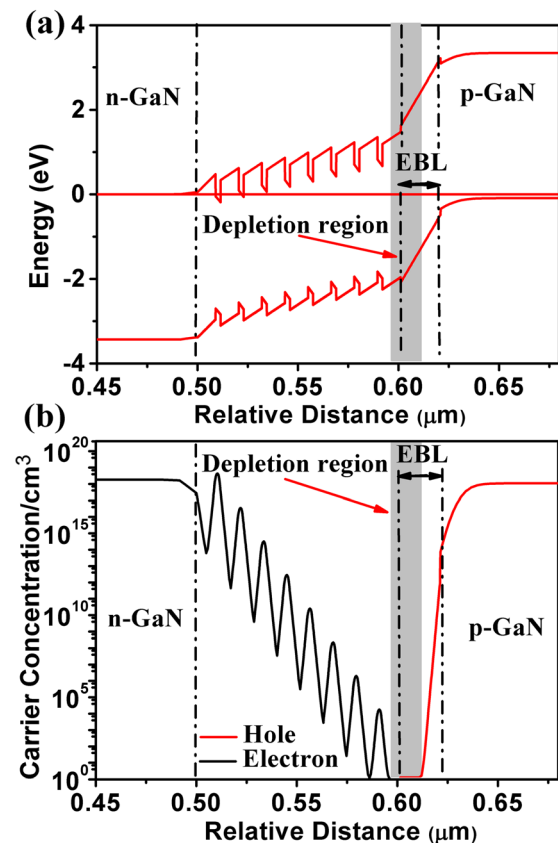 (a)
4
2
0
-2
-4
Energy (eV)
n-GaN
p-GaN
EBL
Depletion region
0.45 0.50 0.55 0.60 0.65
Relative Distance (μm)
(b)
10^20
10^15
10^10
10^5
10^0
Carrier Concentration/cm^3
EBL
Depletion region
n-GaN
p-GaN
Hole
Electron
0.45 0.50 0.55 0.60 0.65
Relative Distance (μm)